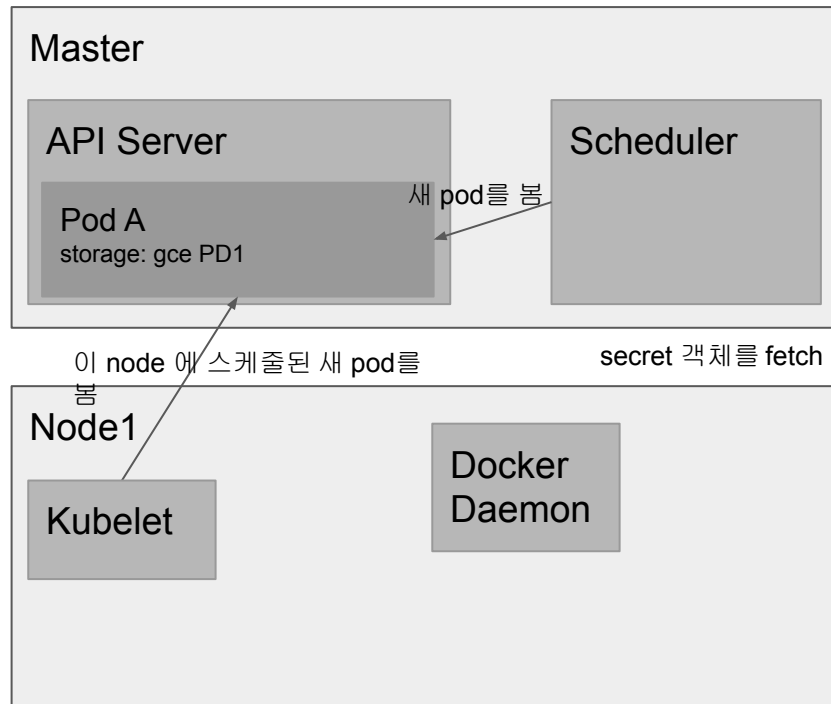 Master
API Server
Scheduler
새 pod를 봄
Pod A
storage: gce PD1
이 node 에 스케줄된 새 pod를
봄
secret 객체를 fetch
Node1
Docker
Daemon
Kubelet